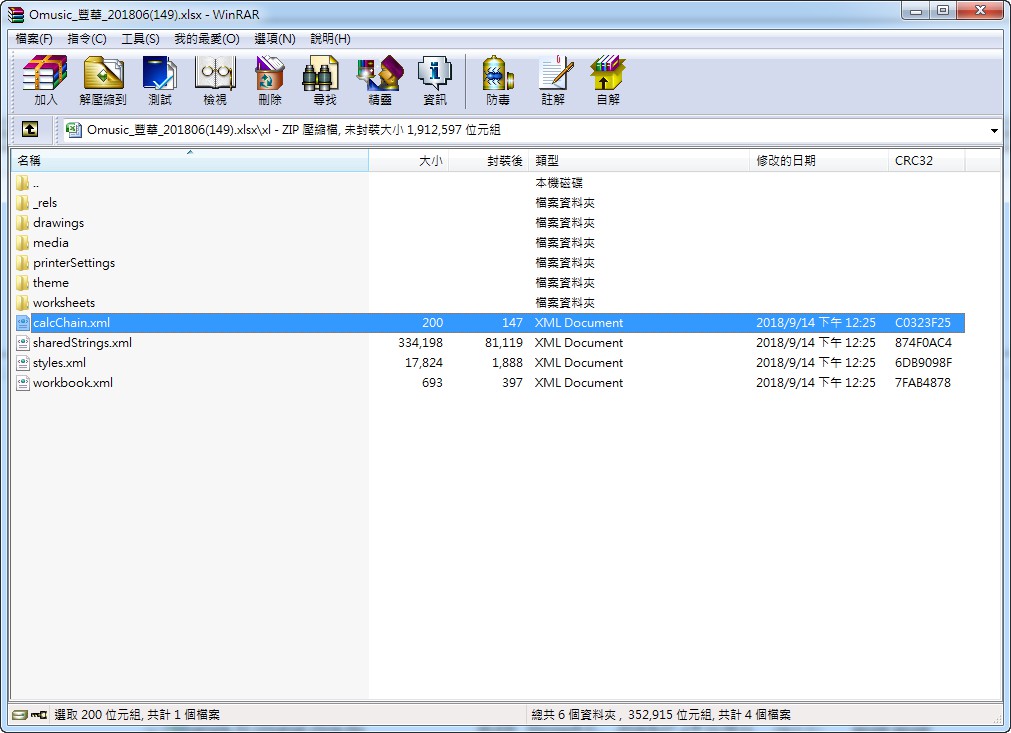 Omusic_豐華_201806(149).xlsx - WinRAR
檔案(F) 指令(C) 工具(S) 我的最愛(O) 選項(N) 說明(H)
加入 解壓縮到 測試 檢視 刪除 尋找 精靈 資訊 防毒 註解 自解
Omusic_豐華_201806(149).xlsx\xl - ZIP 壓縮檔, 未封裝大小 1,912,597 位元組
名稱 大小 封裝後 類型 修改的日期 CRC32
.. 本機磁碟
_rels 檔案資料夾
drawings 檔案資料夾
media 檔案資料夾
printerSettings 檔案資料夾
theme 檔案資料夾
worksheets 檔案資料夾
calcChain.xml 200 147 XML Document 2018/9/14 下午 12:25 C0323F25
sharedStrings.xml 334,198 81,119 XML Document 2018/9/14 下午 12:25 874F0AC4
styles.xml 17,824 1,888 XML Document 2018/9/14 下午 12:25 6DB9098F
workbook.xml 693 397 XML Document 2018/9/14 下午 12:25 7FAB4878
選取 200 位元組, 共計 1 個檔案 總共 6 個資料夾 , 352,915 位元組, 共計 4 個檔案